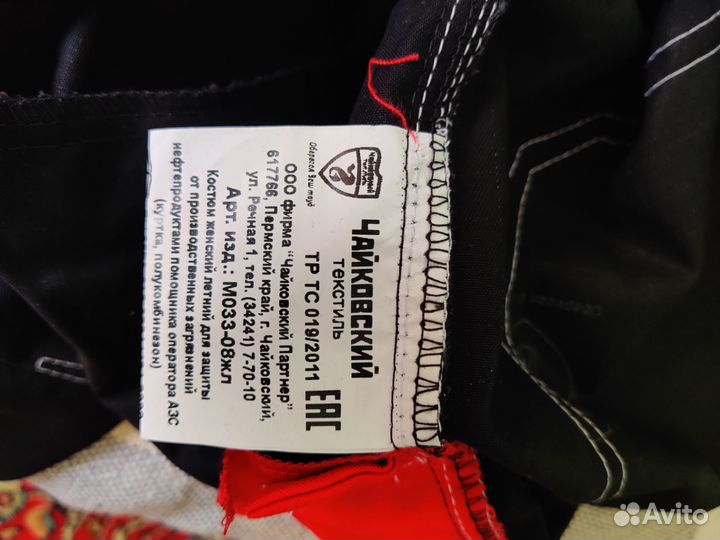 ЧАЙКОВСКИЙ
ТЕКСТИЛЬ
ТР ТС 019/2011 ЕАС
ООО фирма "Чайковский Партнер"
617766, Пермский край, г. Чайковский,
ул. Речная 1, тел. (34241) 7-70-10
Арт. изд.: М033-08жл
Костюм женский летний для защиты
от производственных загрязнений
нефтепродуктами помощника оператора АЗС
(куртка, полукомбинезон)
Avito